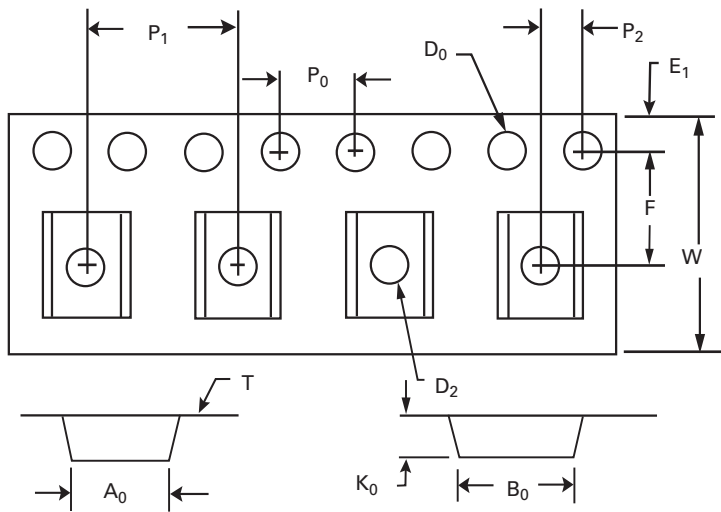 P₁
P₀
D₀
P₂
E₁
F
W
T
D₂
A₀
K₀
B₀